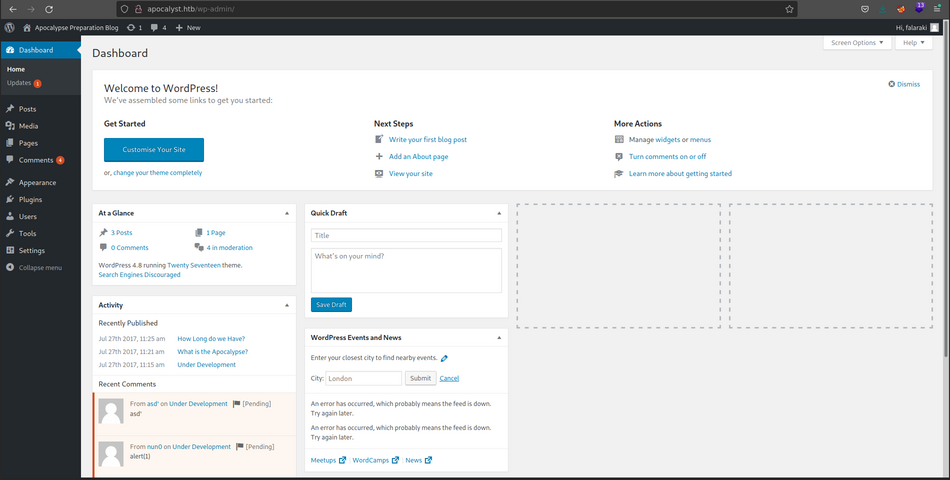 apocalyst.htb/wp-admin/
13
Apocalypse Preparation Blog 1 4 New Hi, falaraki
Dashboard
Home
Updates 1
Posts
Media
Pages
Comments 4
Appearance
Plugins
Users
Tools
Settings
Collapse menu
Dashboard
Screen Options
Help
Welcome to WordPress!
We've assembled some links to get you started:
Dismiss
Get Started
Customise Your Site
or, change your theme completely
Next Steps
Write your first blog post
Add an About page
View your site
More Actions
Manage widgets or menus
Turn comments on or off
Learn more about getting started
At a Glance
3 Posts 1 Page
0 Comments 4 in moderation
WordPress 4.8 running Twenty Seventeen theme.
Search Engines Discouraged
Activity
Recently Published
Jul 27th 2017, 11:25 am How Long do we Have?
Jul 27th 2017, 11:21 am What is the Apocalypse?
Jul 27th 2017, 11:15 am Under Development
Recent Comments
From asd' on Under Development [Pending]
asd'
From nun0 on Under Development [Pending]
alert(1)
Quick Draft
Title
What's on your mind?
Save Draft
WordPress Events and News
Enter your closest city to find nearby events.
City: London Submit Cancel
An error has occurred, which probably means the feed is down.
Try again later.
An error has occurred, which probably means the feed is down.
Try again later.
Meetups WordCamps News